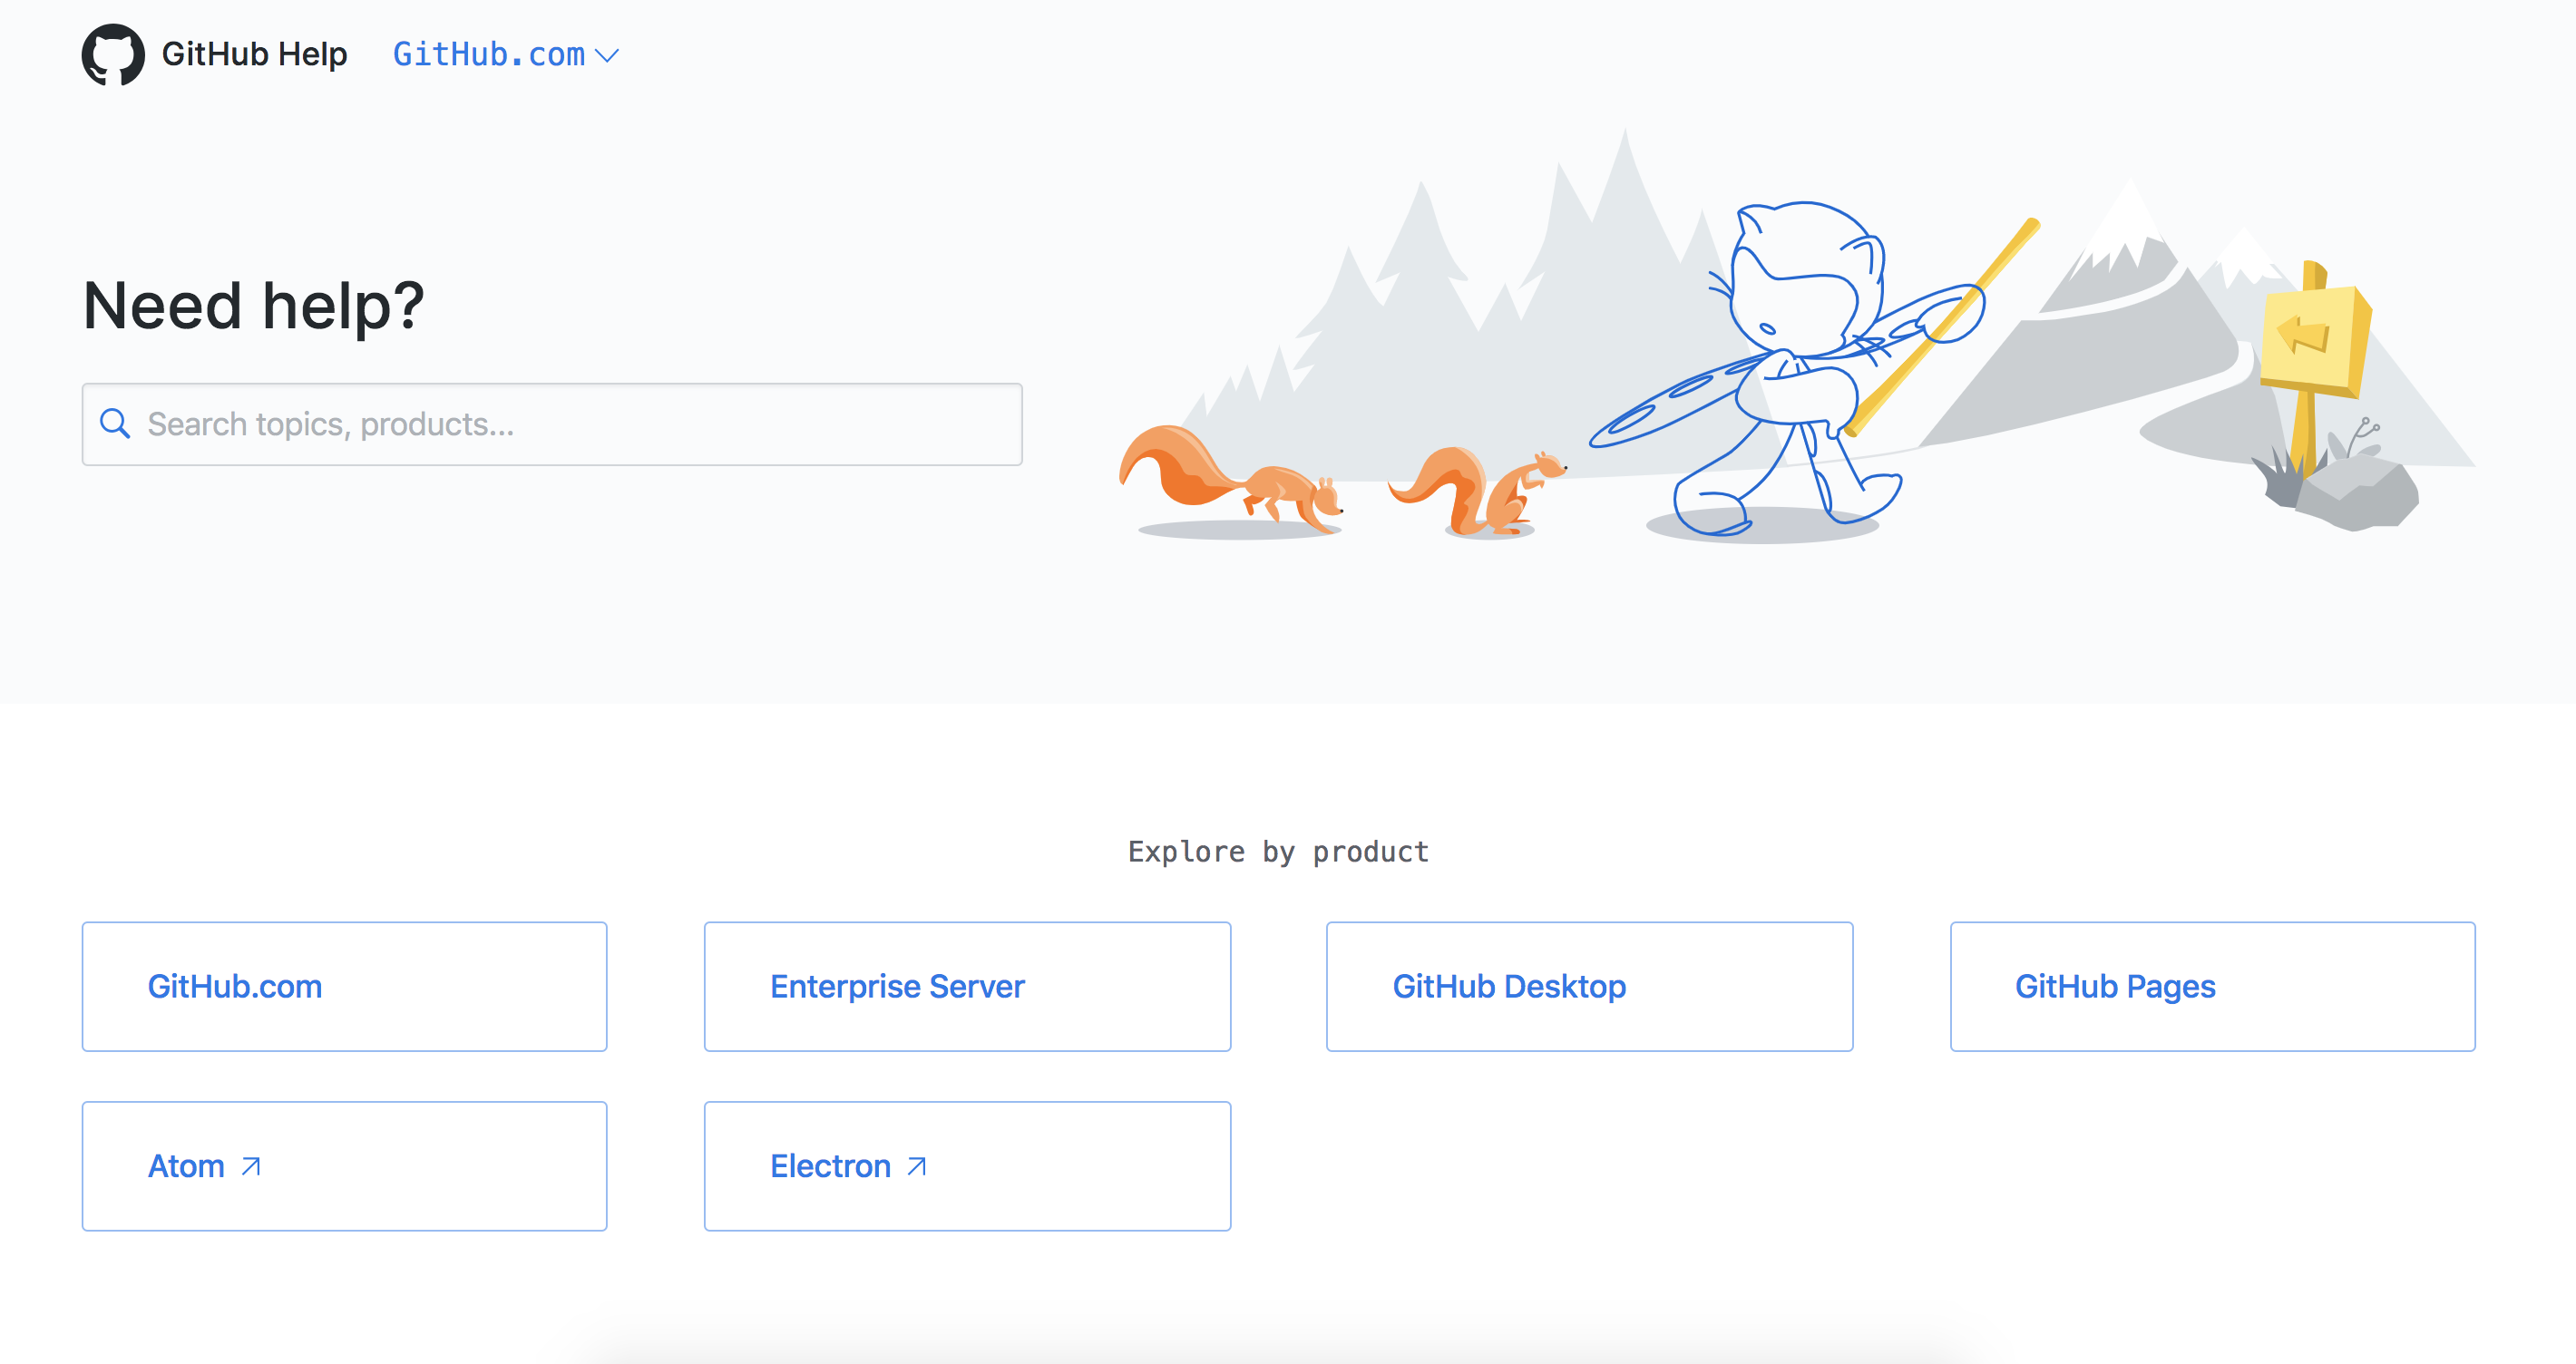 GitHub Help GitHub.com
Need help?
Search topics, products...
Explore by product
GitHub.com
Enterprise Server
GitHub Desktop
GitHub Pages
Atom
Electron